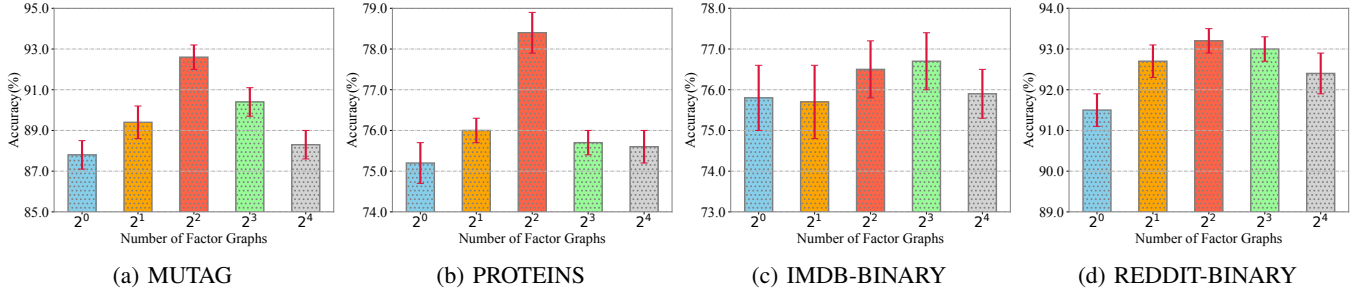 95.0
93.0
91.0
89.0
87.0
85.0
Accuracy(%)
2^0 2^1 2^2 2^3 2^4
Number of Factor Graphs
(a) MUTAG
79.0
78.0
77.0
76.0
75.0
74.0
Accuracy(%)
2^0 2^1 2^2 2^3 2^4
Number of Factor Graphs
(b) PROTEINS
78.0
77.0
76.0
75.0
74.0
73.0
Accuracy(%)
2^0 2^1 2^2 2^3 2^4
Number of Factor Graphs
(c) IMDB-BINARY
94.0
93.0
92.0
91.0
90.0
89.0
Accuracy(%)
2^0 2^1 2^2 2^3 2^4
Number of Factor Graphs
(d) REDDIT-BINARY